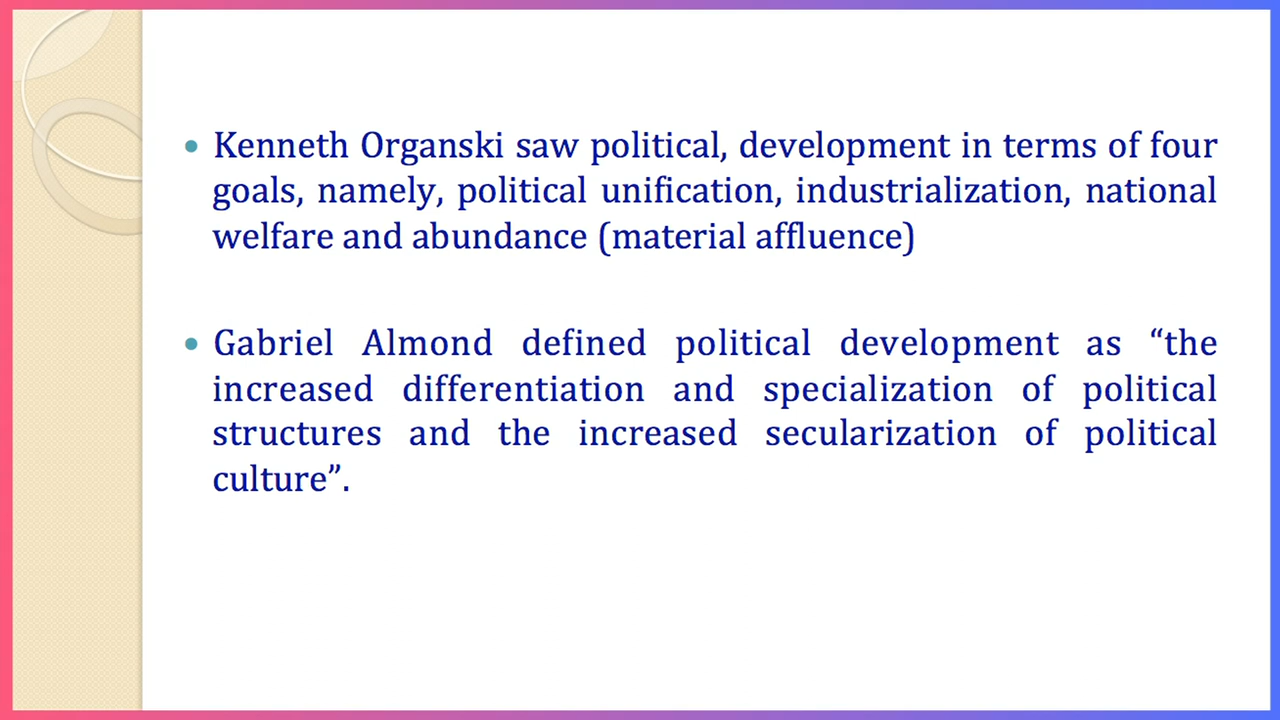 • Kenneth Organski saw political, development in terms of four
goals, namely, political unification, industrialization, national
welfare and abundance (material affluence)
• Gabriel Almond defined political development as “the
increased differentiation and specialization of political
structures and the increased secularization of political
culture”.